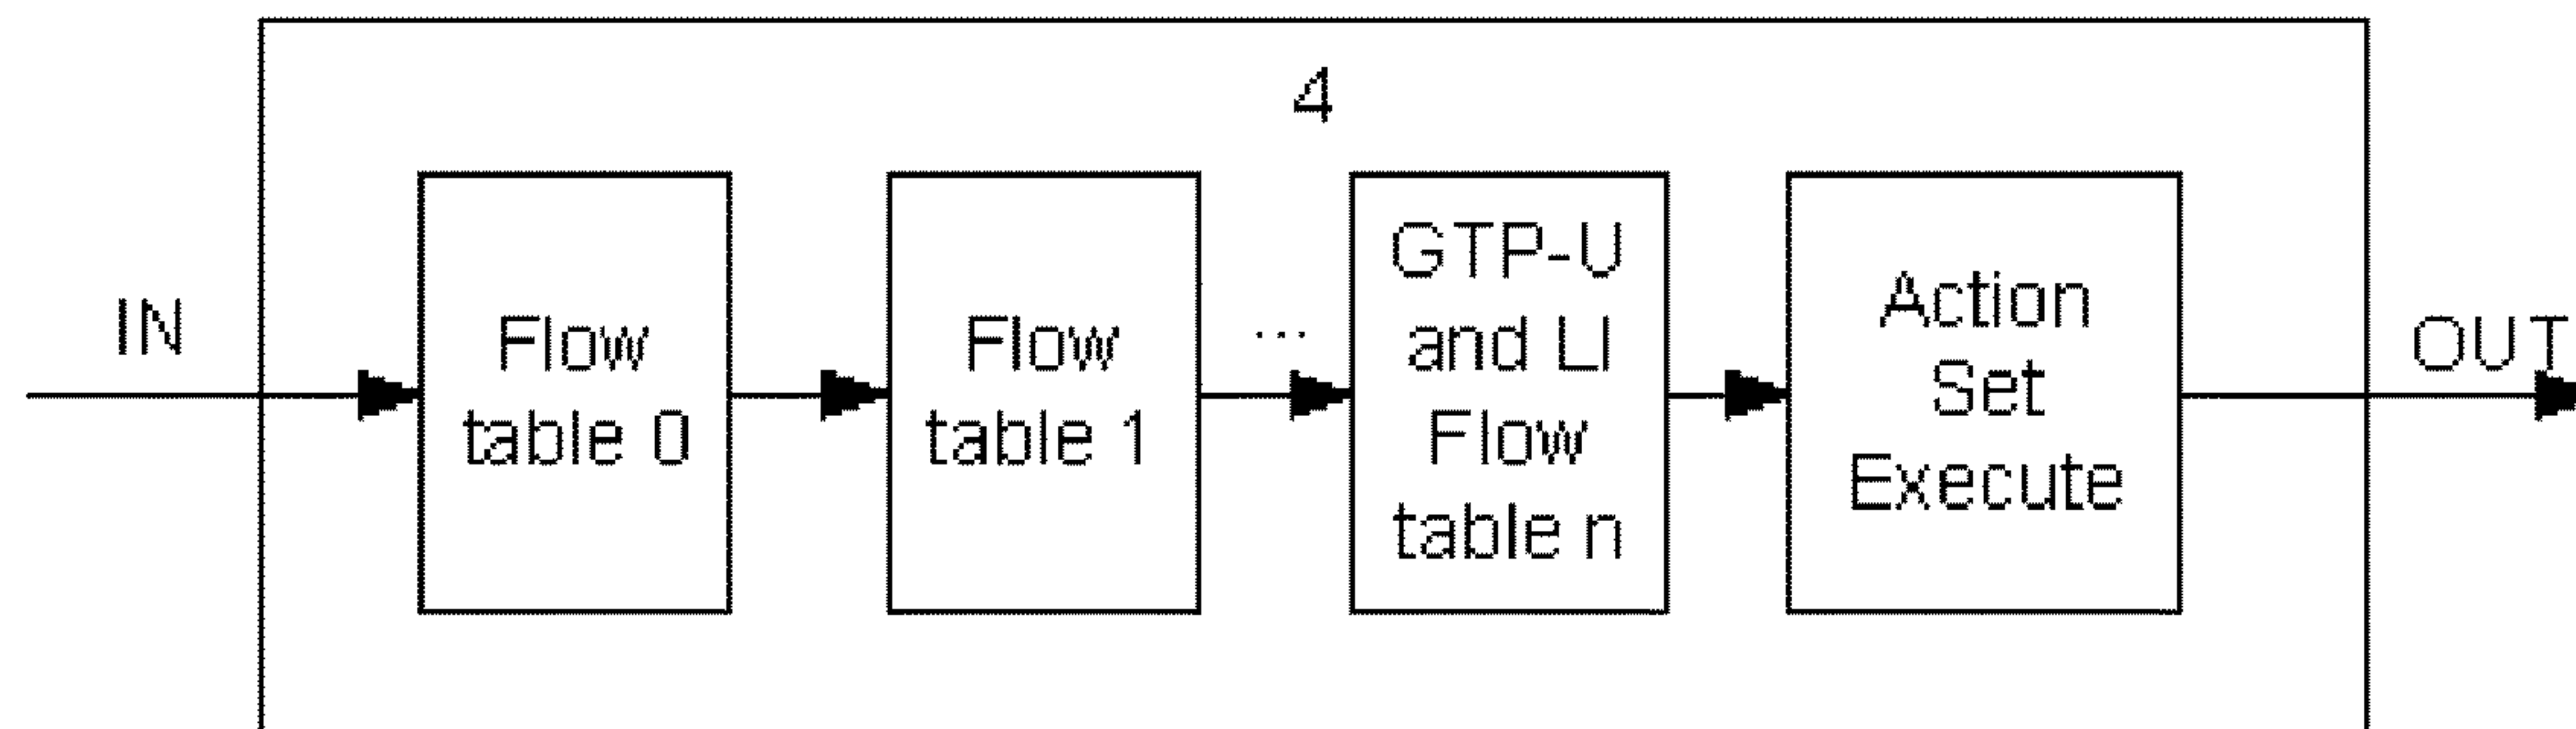 4
IN
Flow
table 0
Flow
table 1
...
GTP-U
and LI
Flow
table n
Action
Set
Execute
OUT